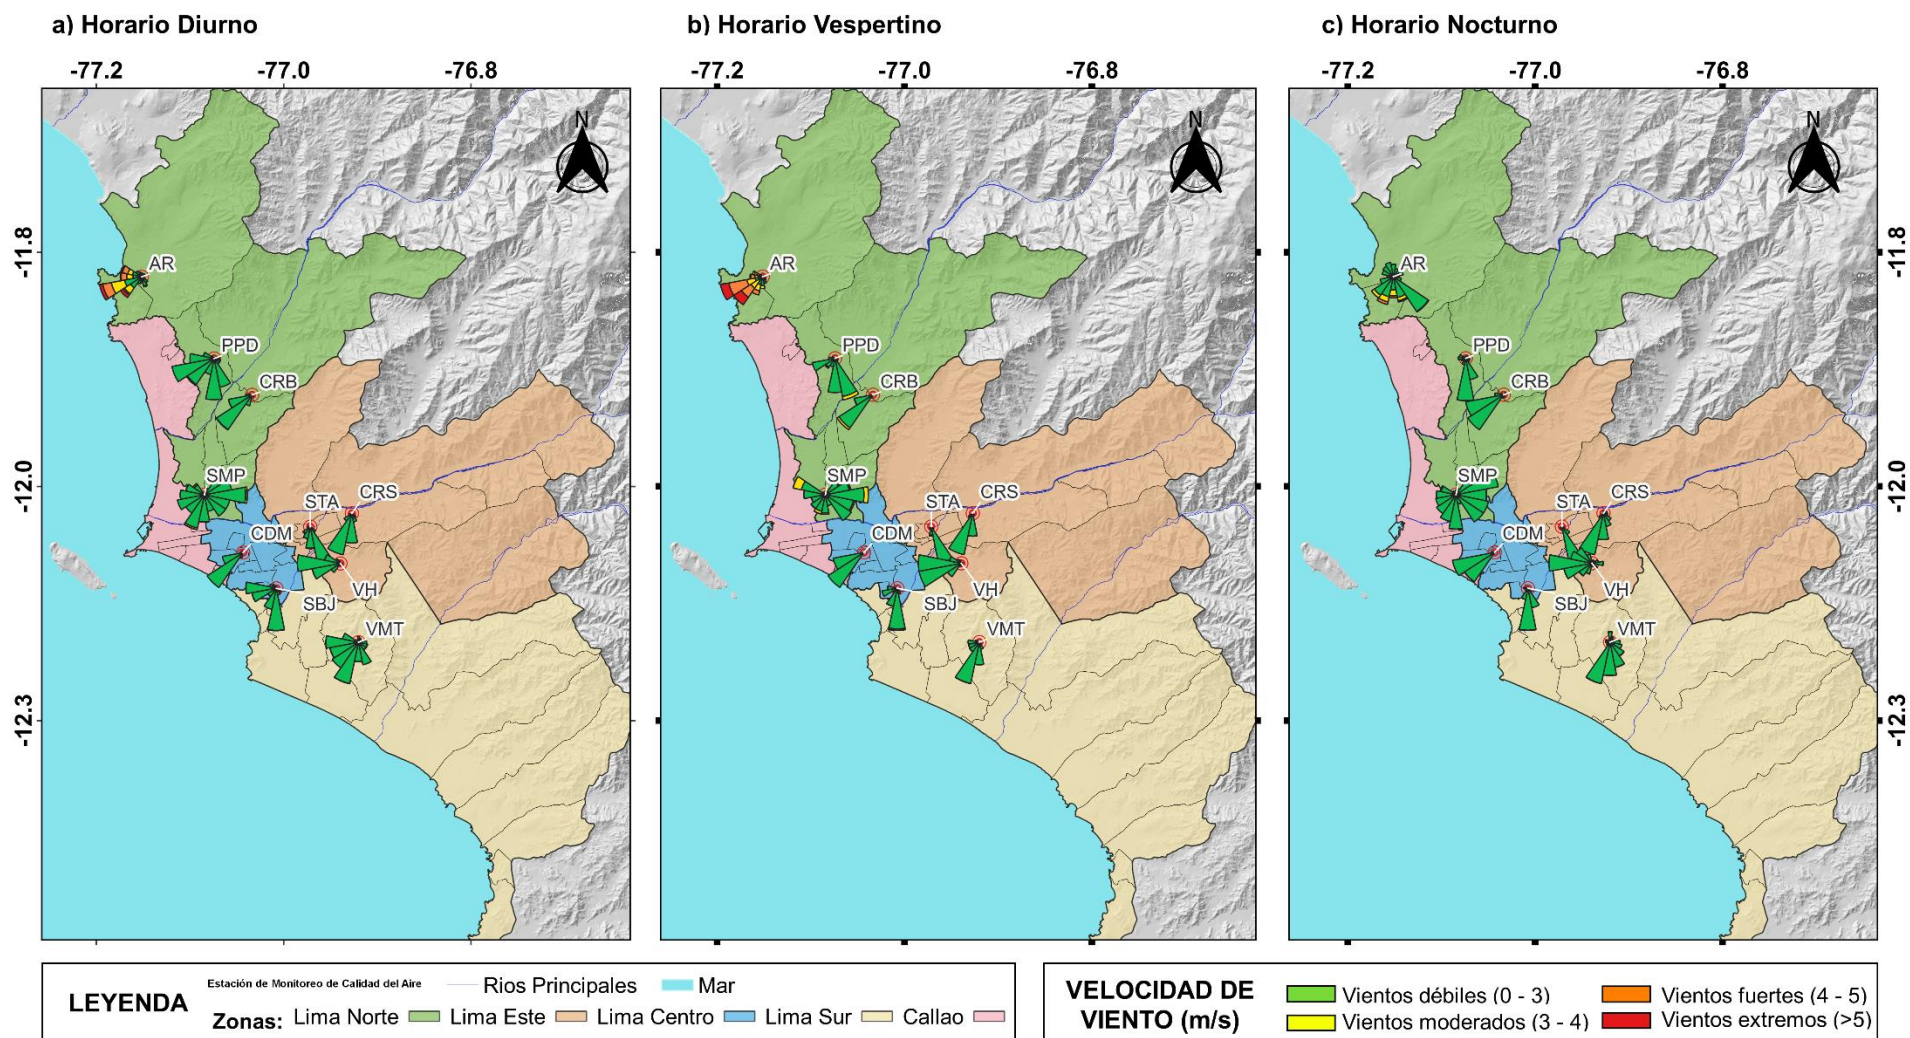 a) Horario Diurno
b) Horario Vespertino
c) Horario Nocturno
-77.2 -77.0 -76.8
-77.2 -77.0 -76.8
-77.2 -77.0 -76.8
-11.8
-12.0
-12.3
N
AR
PPD
CRB
SMP
STA
CRS
CDM
SBJ
VH
VMT
N
AR
PPD
CRB
SMP
STA
CRS
CDM
SBJ
VH
VMT
N
AR
PPD
CRB
SMP
STA
CRS
CDM
SBJ
VH
VMT
-11.8
-12.0
-12.3
LEYENDA
Estación de Monitoreo de Calidad del Aire Rios Principales Mar
Zonas: Lima Norte Lima Este Lima Centro Lima Sur Callao
VELOCIDAD DE
VIENTO (m/s)
Vientos débiles (0 - 3) Vientos fuertes (4 - 5)
Vientos moderados (3 - 4) Vientos extremos (>5)